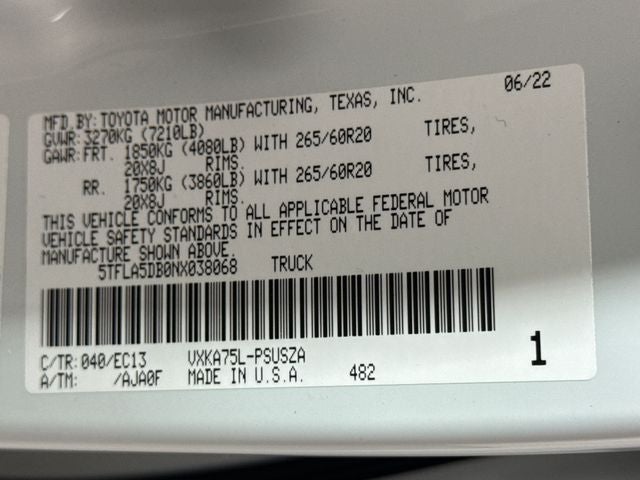 06/22
MFD.BY: TOYOTA MOTOR MANUFACTURING, TEXAS, INC.
GVWR: 3270KG (7210LB)
GAWR: FRT. 1850KG (4080LB) WITH 265/60R20 TIRES,
20X8J RIMS.
RR. 1750KG (3860LB) WITH 265/60R20 TIRES,
20X8J RIMS.
THIS VEHICLE CONFORMS TO ALL APPLICABLE FEDERAL MOTOR
VEHICLE SAFETY STANDARDS IN EFFECT ON THE DATE OF
MANUFACTURE SHOWN ABOVE.
5TFLA5DB0NX038068 TRUCK
C/TR: 040/EC13 VXKA75L-PSUSZA
A/TM: /AJA0F MADE IN U.S.A. 482
1